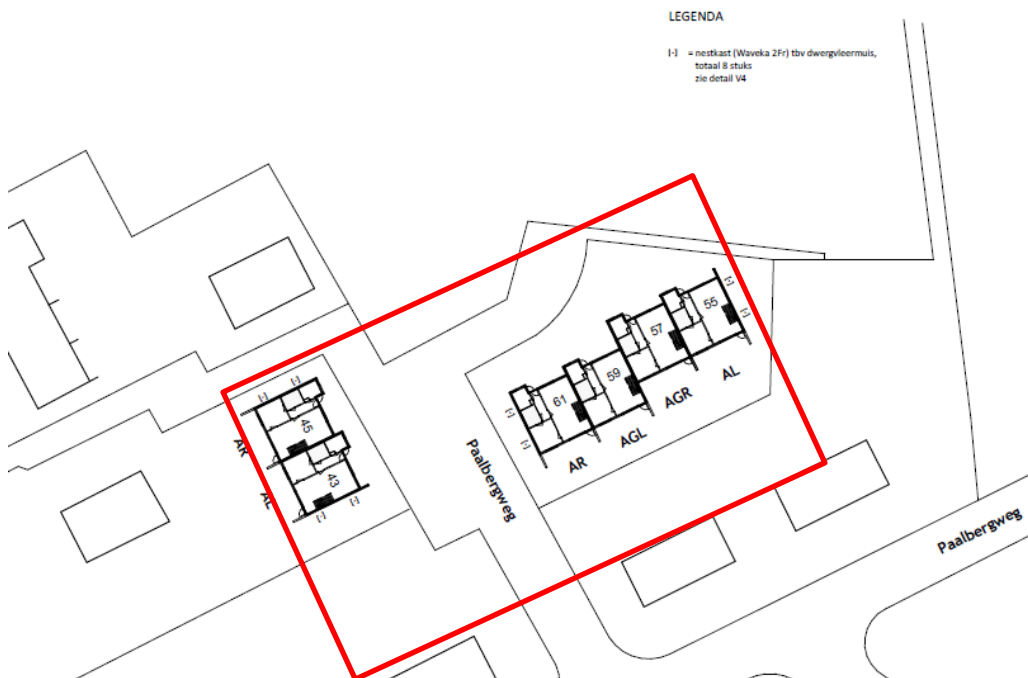 LEGENDA
[-] = nestkast (Waveka 2Fr) tbv dwergvleermuis,
totaal 8 stuks
zie detail V4
[-]
55
[-]
57
AL
59
AGR
[-]
61
AGL
[-]
AR
[-]
[-]
45
AR
43
AL
[-]
[-]
Paalbergweg
Paalbergweg